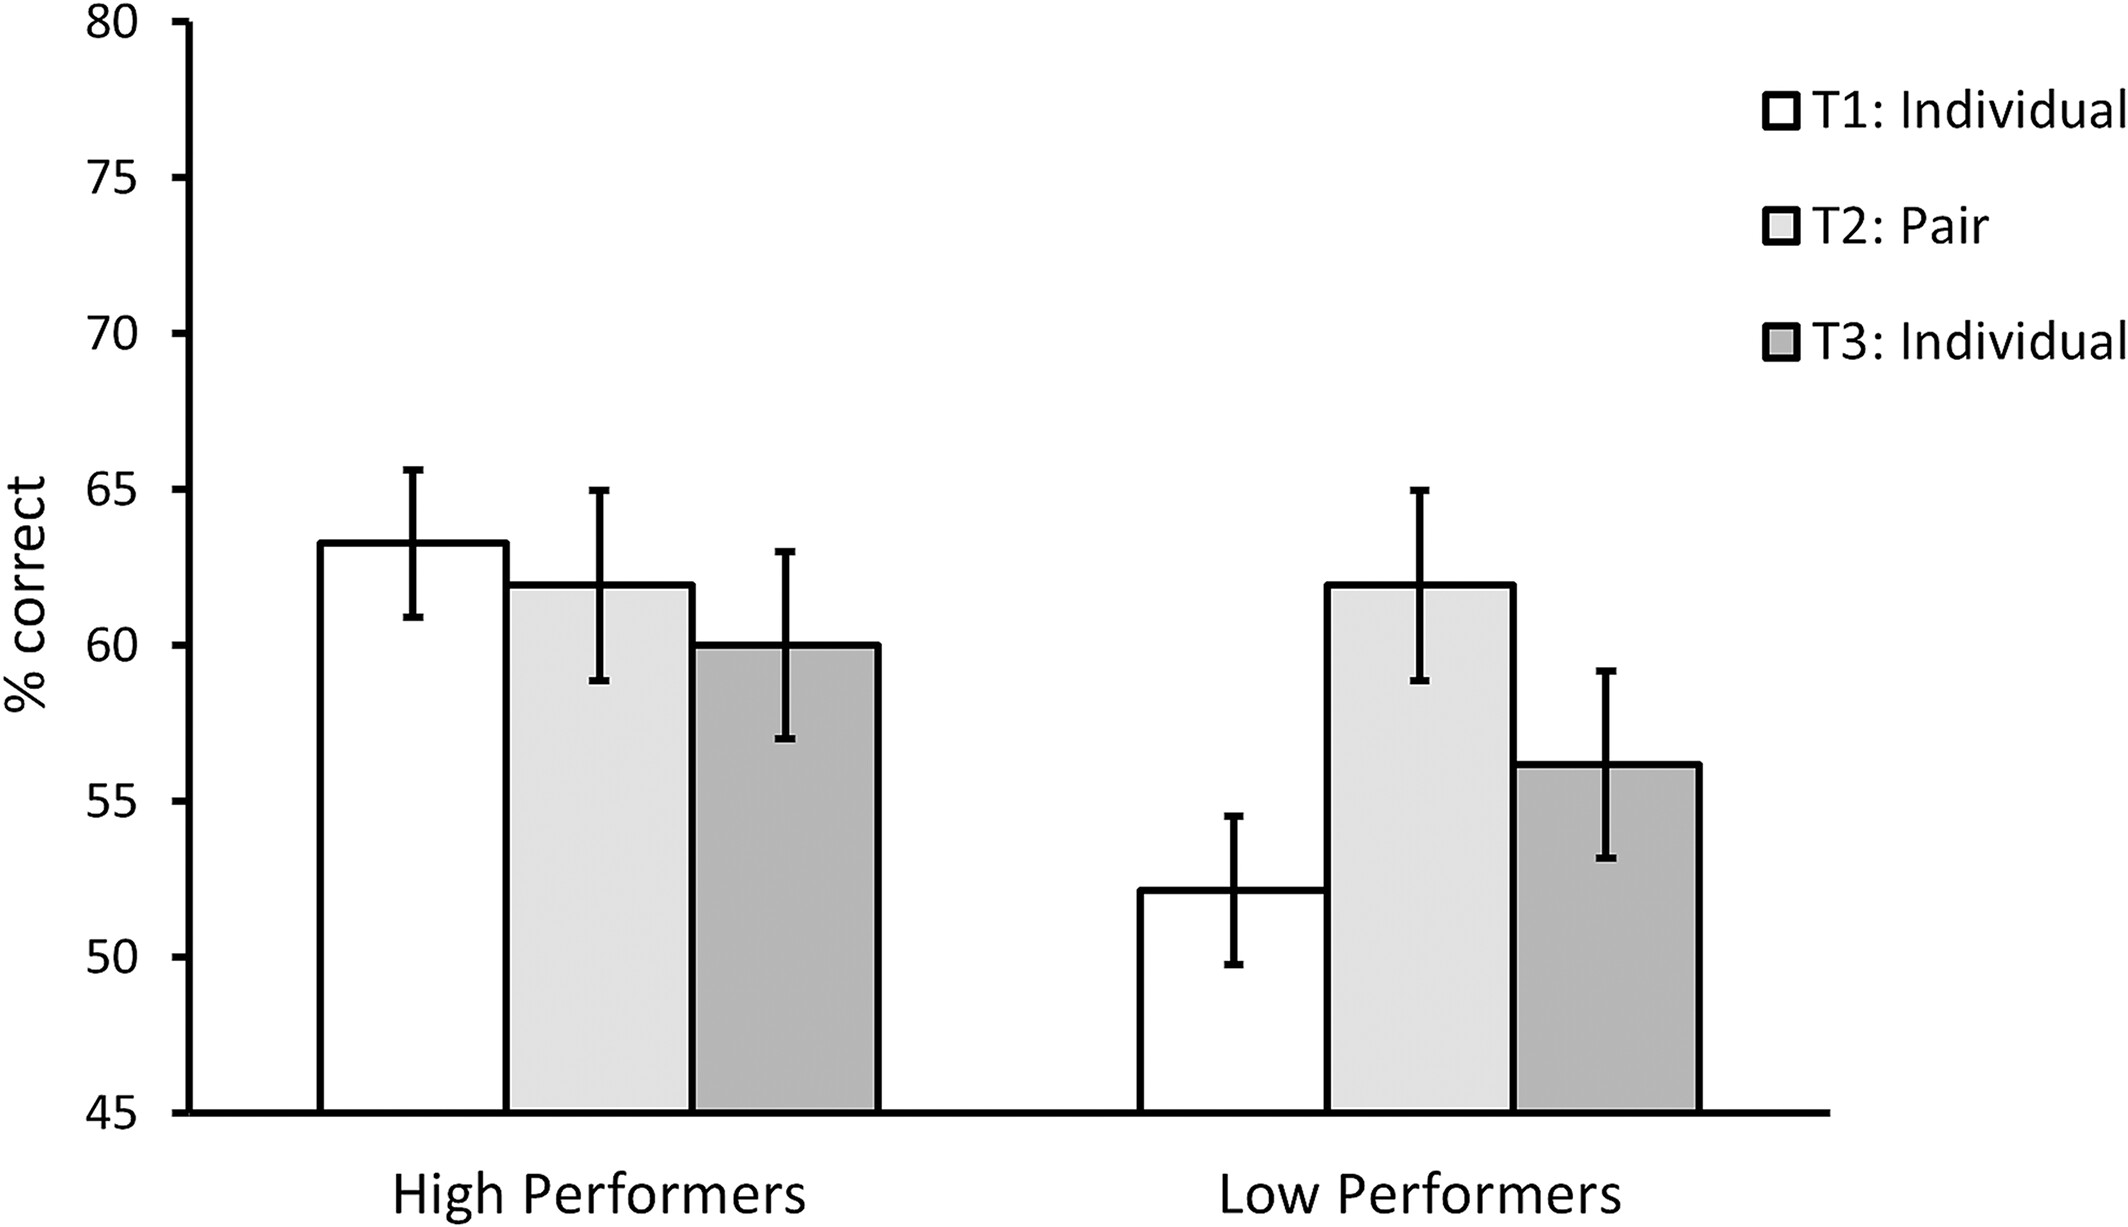 80
75
70
65
60
55
50
45
% correct
High Performers
Low Performers
T1: Individual
T2: Pair
T3: Individual